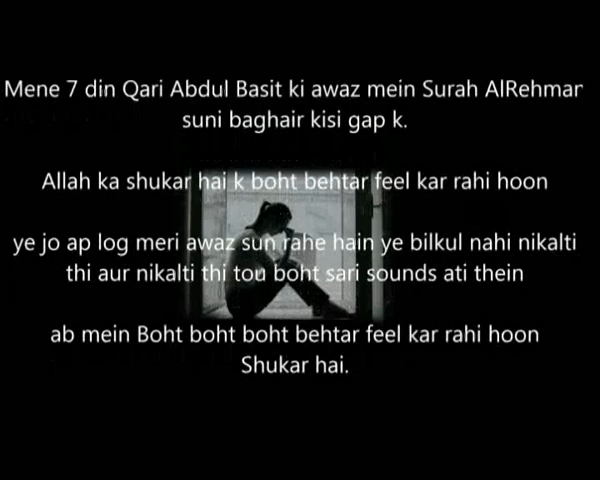 Mene 7 din Qari Abdul Basit ki awaz mein Surah AlRehman
suni baghair kisi gap k.
Allah ka shukar hai k boht behtar feel kar rahi hoon
ye jo ap log meri awaz sun rahe hain ye bilkul nahi nikalti
thi aur nikalti thi tou boht sari sounds ati thein
ab mein Boht boht boht behtar feel kar rahi hoon
Shukar hai.